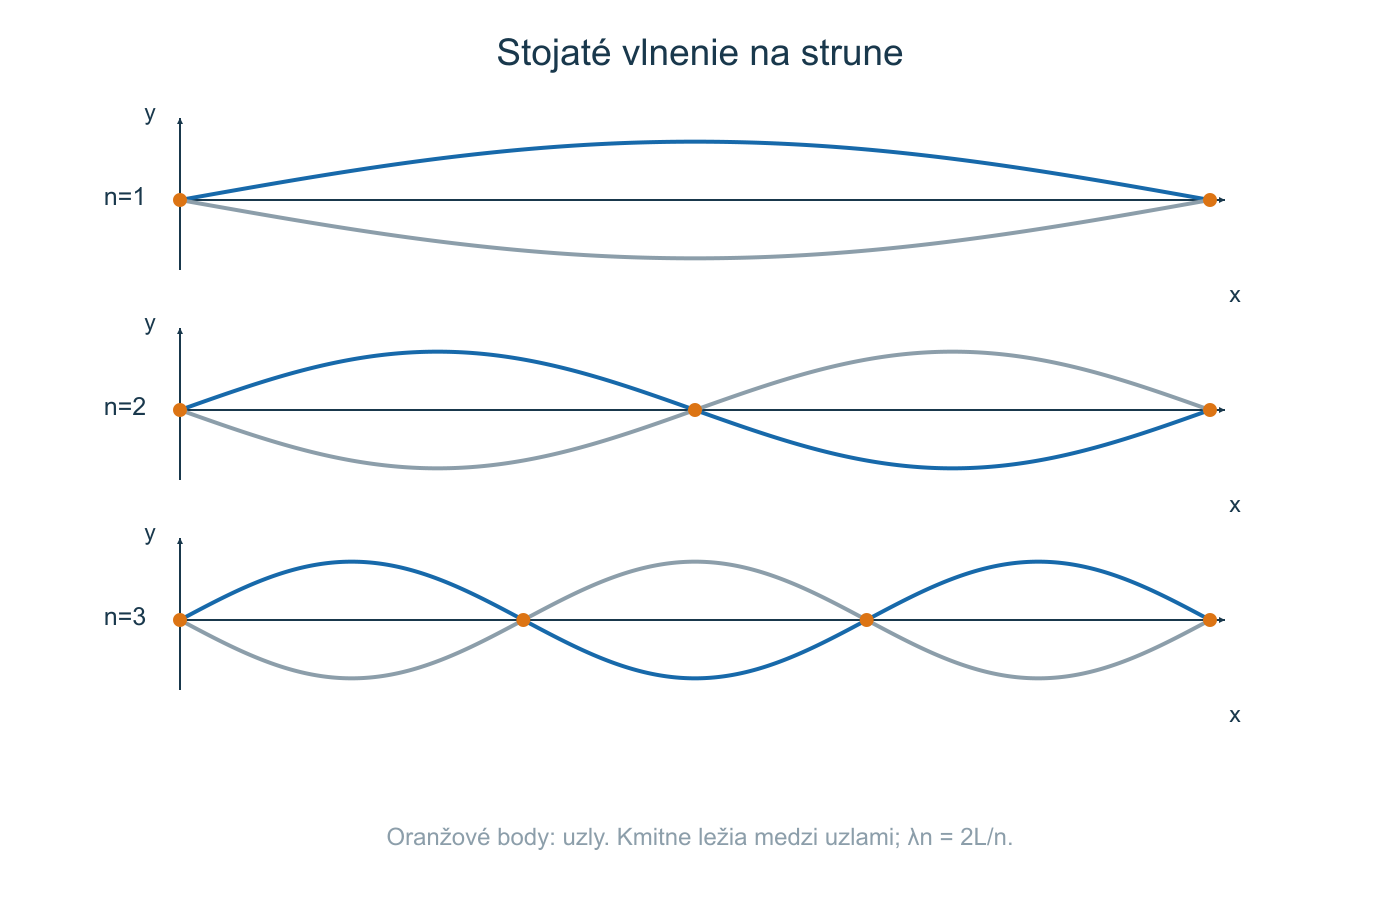 Stojaté vlnenie na strune
y
n=1
x
y
n=2
x
y
n=3
x
Oranžové body: uzly. Kmitne ležia medzi uzlami; λn = 2L/n.